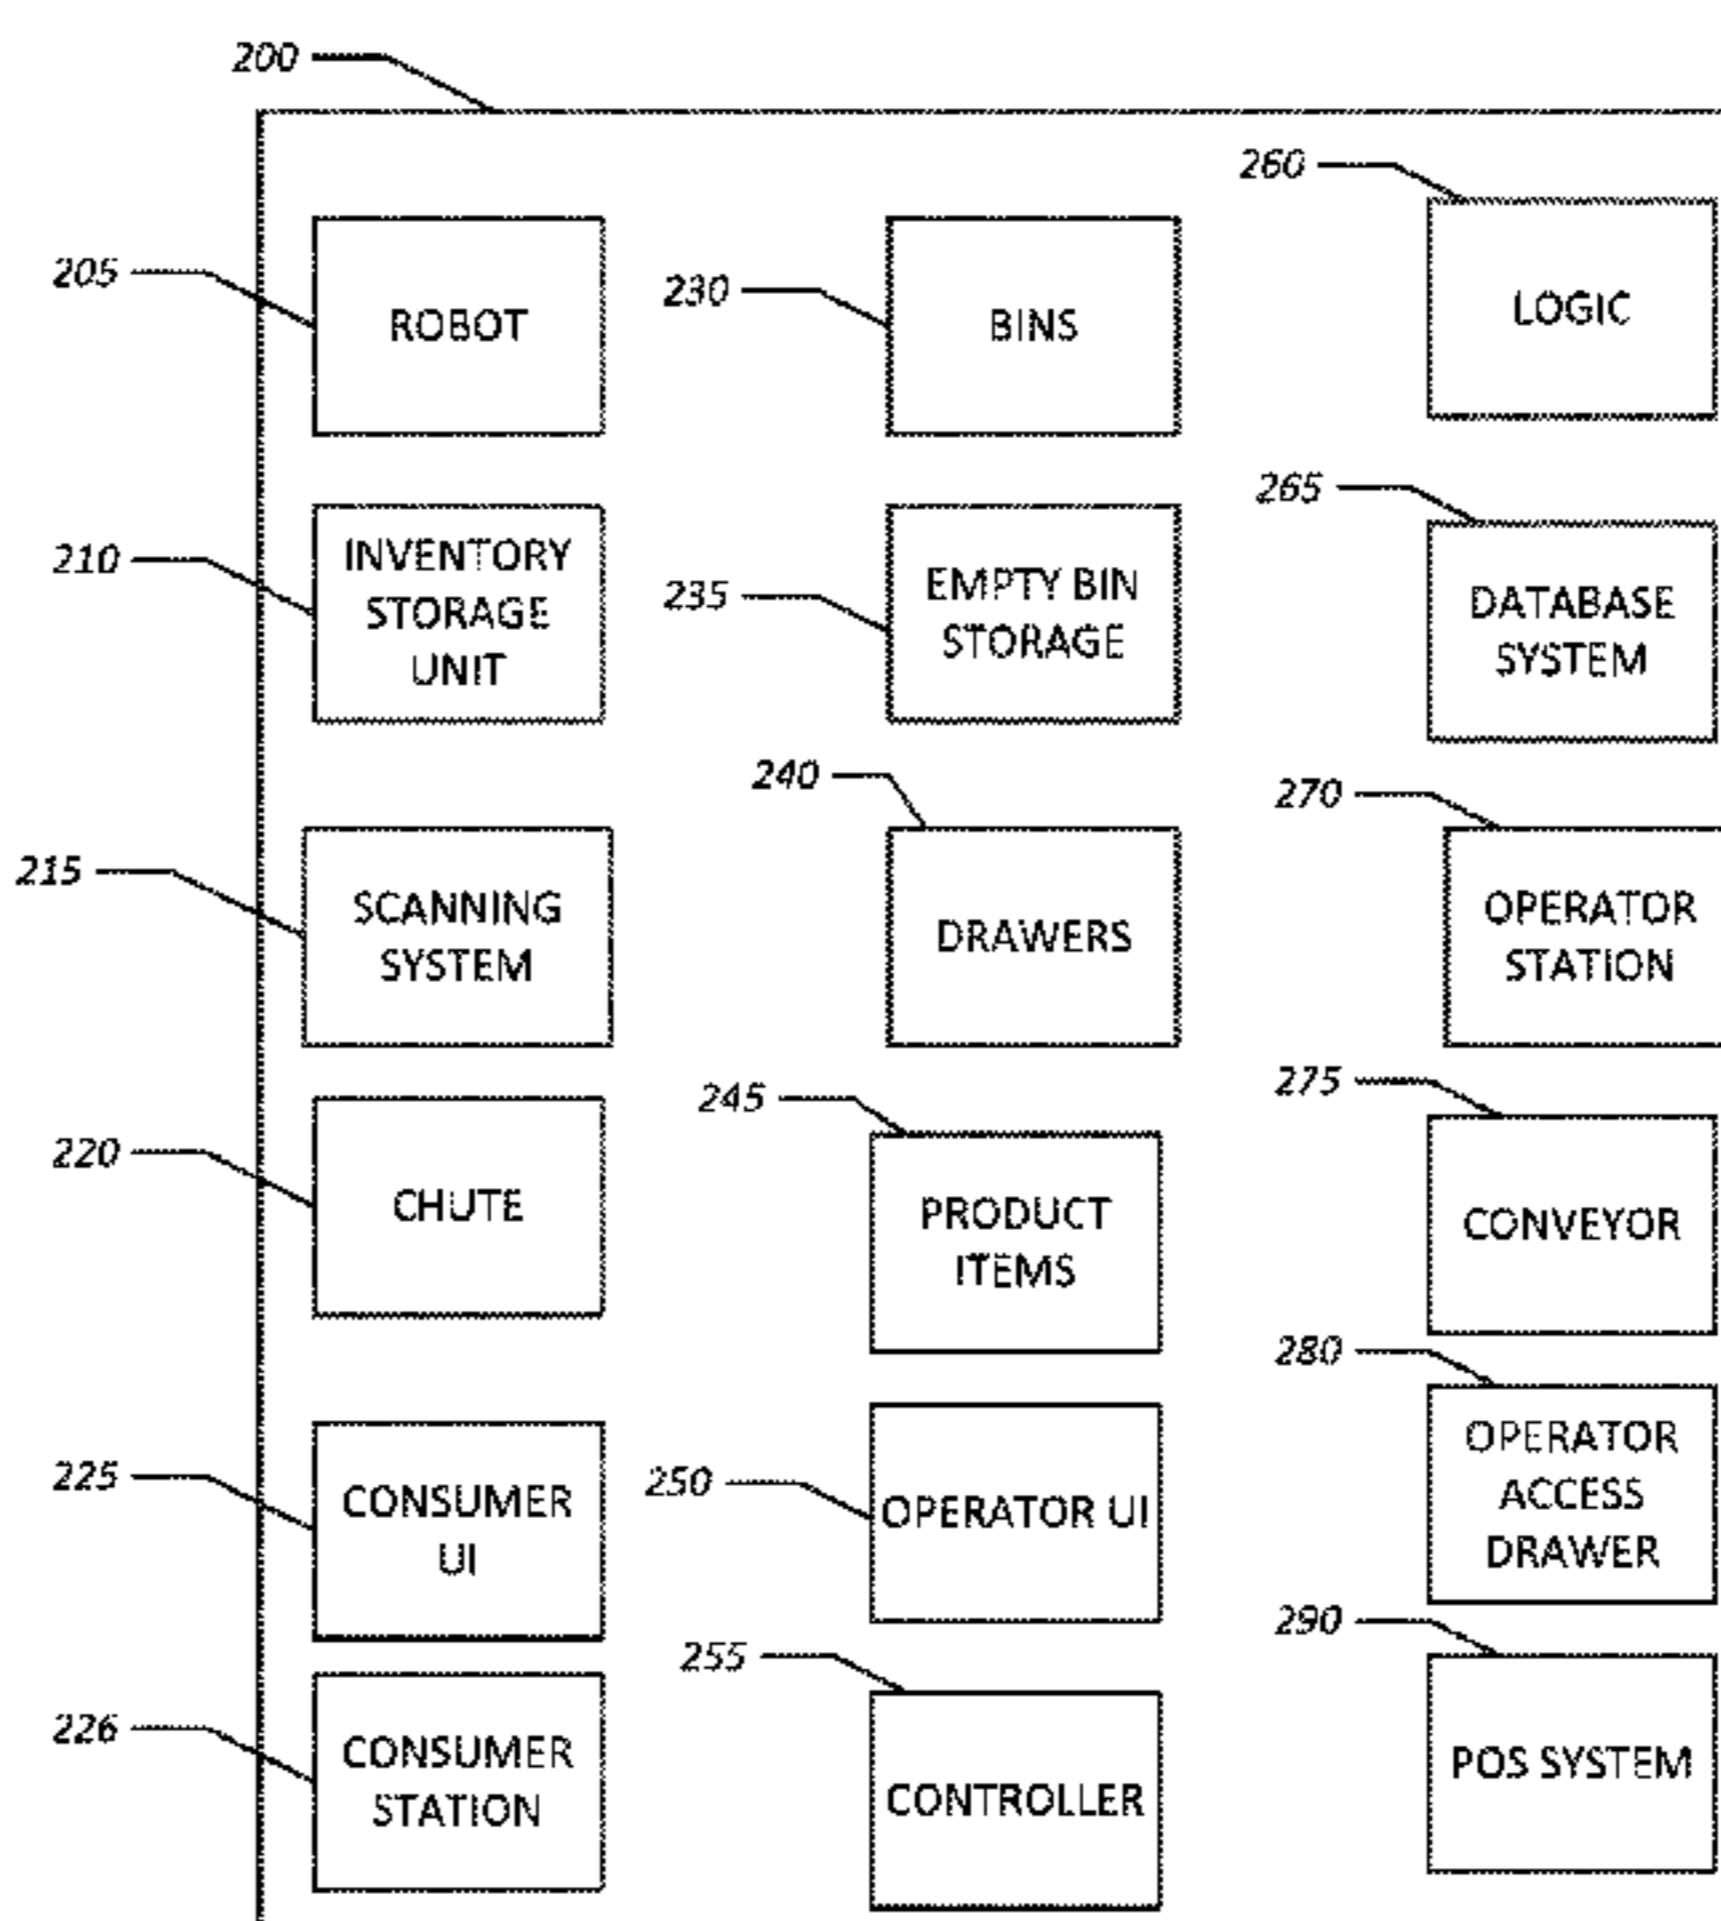 200
260
205
ROBOT
230
BINS
LOGIC
210
INVENTORY
STORAGE
UNIT
235
EMPTY BIN
STORAGE
265
DATABASE
SYSTEM
215
SCANNING
SYSTEM
240
DRAWERS
270
OPERATOR
STATION
220
CHUTE
245
PRODUCT
ITEMS
275
CONVEYOR
225
CONSUMER
UI
250
OPERATOR UI
280
OPERATOR
ACCESS
DRAWER
226
CONSUMER
STATION
255
CONTROLLER
290
POS SYSTEM